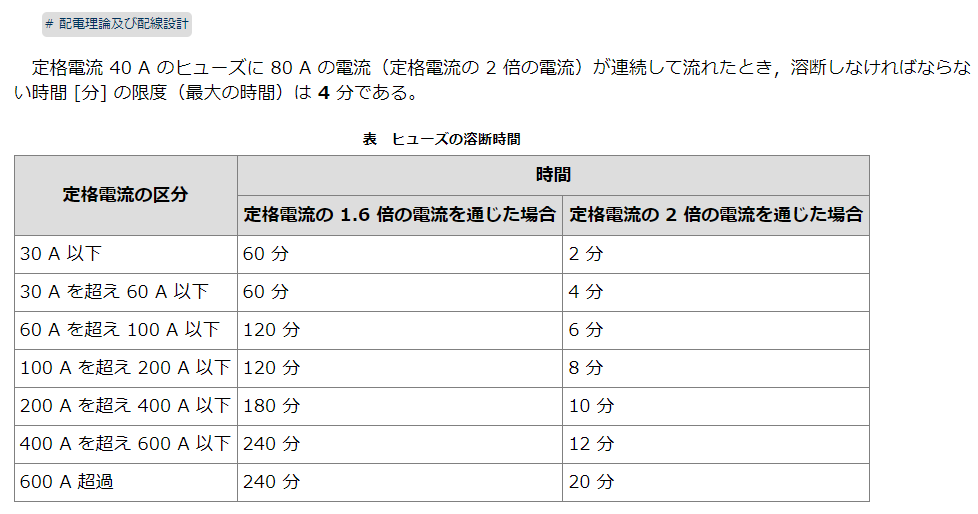 # 配電理論及び配線設計
定格電流 40 A のヒューズに 80 A の電流（定格電流の 2 倍の電流）が連続して流れたとき，溶断しなければならな
い時間 [分] の限度（最大の時間）は 4 分である。
表　ヒューズの溶断時間
定格電流の区分 時間
定格電流の 1.6 倍の電流を通じた場合 定格電流の 2 倍の電流を通じた場合
30 A 以下 60 分 2 分
30 A を超え 60 A 以下 60 分 4 分
60 A を超え 100 A 以下 120 分 6 分
100 A を超え 200 A 以下 120 分 8 分
200 A を超え 400 A 以下 180 分 10 分
400 A を超え 600 A 以下 240 分 12 分
600 A 超過 240 分 20 分